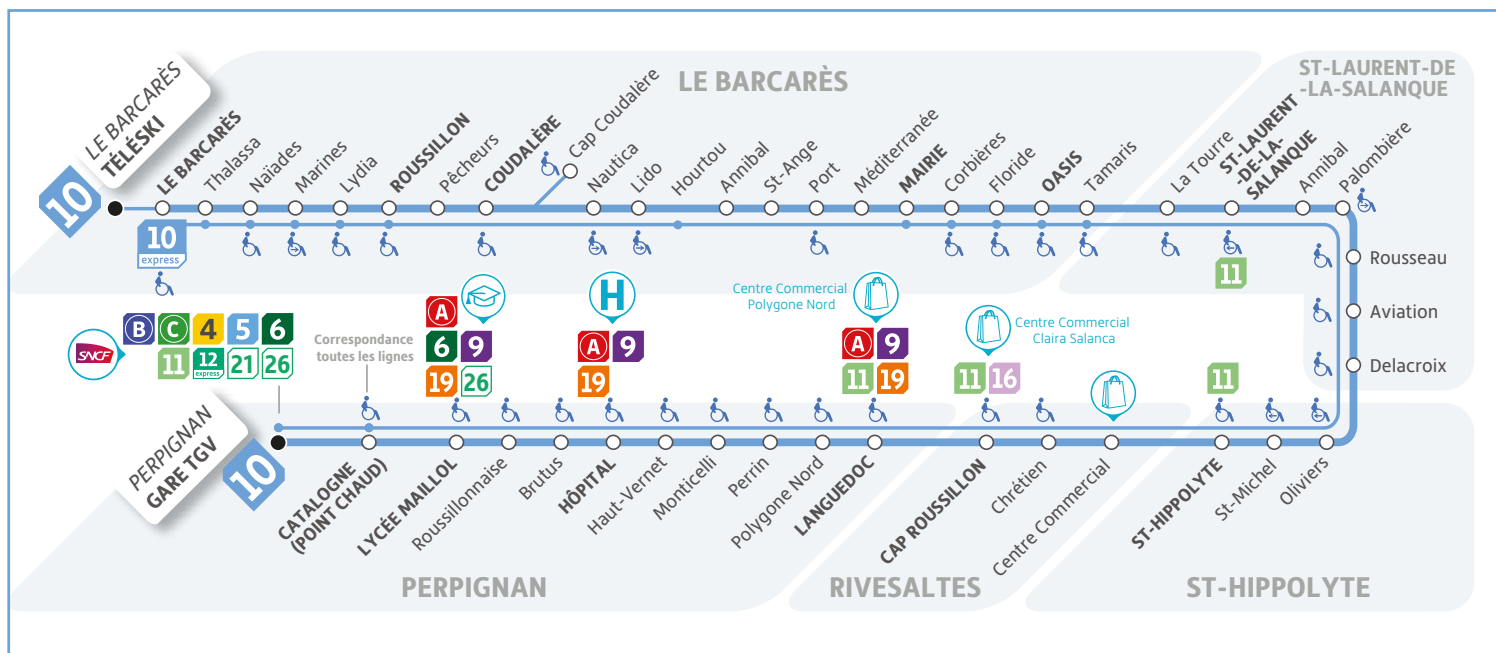 LE BARCARÈS
ST-LAURENT-DE
-LA-SALANQUE
10
LE BARCARÈS
TÉLÉSKI
LE BARCARÈS
Thalassa
Naïades
Marines
Lydia
ROUSSILLON
Pêcheurs
COUDALÈRE
Cap Coudalère
Nautica
Lido
Hourtou
Annibal
St-Ange
Port
Méditerranée
MAIRIE
Corbières
Floride
OASIS
Tamaris
La Tourre
ST-LAURENT
-DE-LA-
SALANQUE
Annibal
Palombière
10
express
11
Rousseau
Aviation
Delacroix
SNCF
B C 4 5 6
11 12 express 21 26
Correspondance
toutes les lignes
A
6 9
19 26
H
A 9
19
Centre Commercial
Polygone Nord
A 9
11 19
Centre Commercial
Claira Salanca
11 16
11
PERPIGNAN
GARE TGV
10
CATALOGNE
(POINT CHAUD)
LYCÉE MAILLOL
Roussillonnaise
Brutus
HÔPITAL
Haut-Vernet
Monticelli
Perrin
Polygone Nord
LANGUEDOC
CAP ROUSSILLON
Chrétien
Centre Commercial
ST-HIPPOLYTE
St-Michel
Oliviers
PERPIGNAN
RIVESALTES
ST-HIPPOLYTE